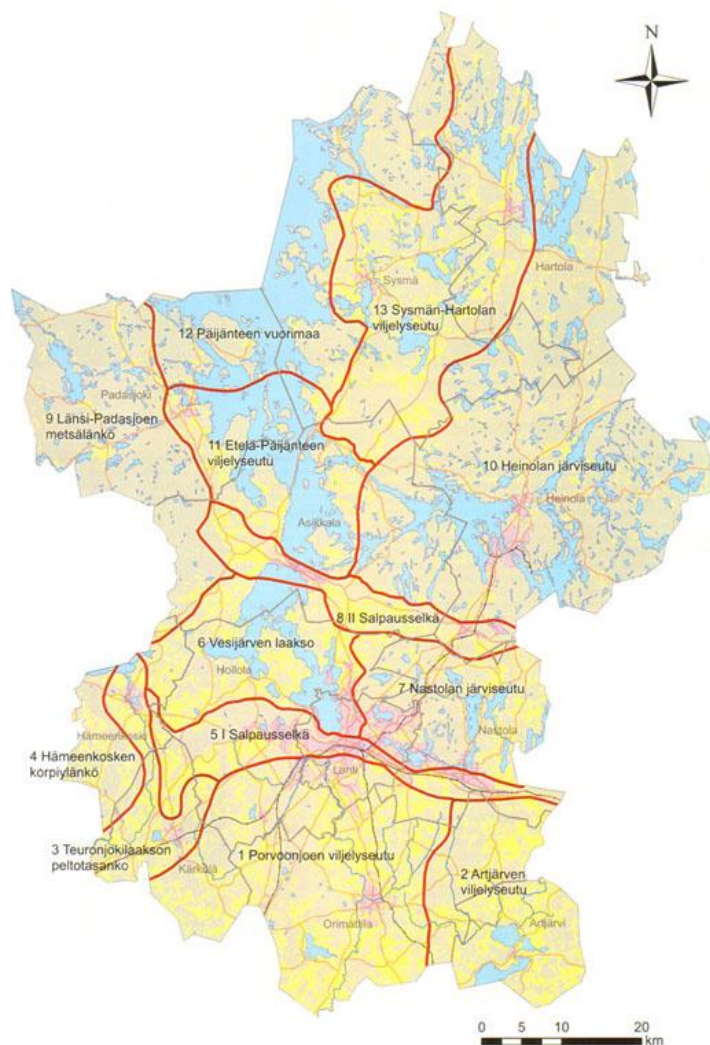 N
Hartola
Sysmä
13 Sysmän-Hartolan
viljelyseutu
12 Päijänteen vuorimaa
Padasjoki
9 Länsi-Padasjoen
metsälänkö
11 Etelä-Päijänteen
viljelyseutu
10 Heinolan järviseutu
Heinola
Asikkala
8 II Salpausselkä
6 Vesijärven laakso
Hollola
7 Nastolan järviseutu
Nastola
Hämeenkoski
5 I Salpausselkä
4 Hämeenkosken
korpiylänkö
Lahti
3 Teuronjokilaakson
peltotasanko
Kärkölä
1 Porvoonjoen viljelyseutu
2 Artjärven
viljelyseutu
Orimattila
Artjärvi
0 5 10 20
km